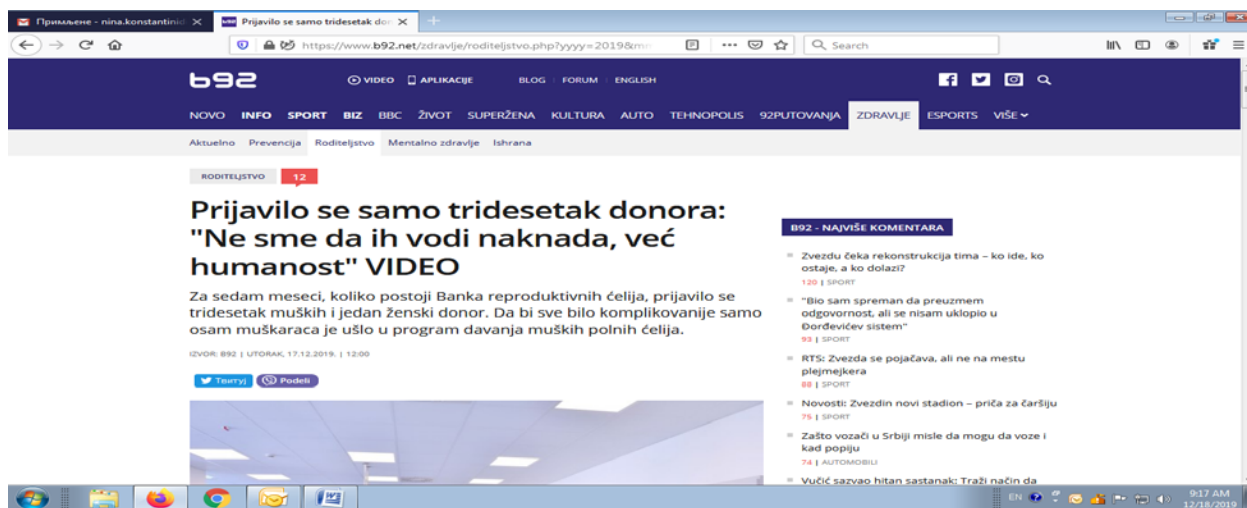 Примљене - nina.konstantinid
Prijavilo se samo tridesetak don
https://www.b92.net/zdravlje/roditeljstvo.php?yyyy=2019&mm
Search
b92
VIDEO APLIKACIJE BLOG FORUM ENGLISH
NOVO INFO SPORT BIZ BBC ŽIVOT SUPERŽENA KULTURA AUTO TEHNOPOLIS 92PUTOVANJA ZDRAVLJE ESPORTS VIŠE
Aktuelno Prevencija Roditeljstvo Mentalno zdravlje Ishrana
RODITELJSTVO 12
Prijavilo se samo tridesetak donora:
"Ne sme da ih vodi naknada, već
humanost" VIDEO
Za sedam meseci, koliko postoji Banka reproduktivnih ćelija, prijavilo se
tridesetak muških i jedan ženski donor. Da bi sve bilo komplikovanije samo
osam muškaraca je ušlo u program davanja muških polnih ćelija.
IZVOR: B92 | UTORAK, 17.12.2019. | 12:00
Твитуј Podeli
B92 - NAJVIŠE KOMENTARA
Zvezdu čeka rekonstrukcija tima – ko ide, ko
ostaje, a ko dolazi?
120 | SPORT
"Bio sam spreman da preuzmem
odgovornost, ali se nisam uklopio u
Đorđevićev sistem"
93 | SPORT
RTS: Zvezda se pojačava, ali ne na mestu
plejmejkera
88 | SPORT
Novosti: Zvezdin novi stadion – priča za čaršiju
75 | SPORT
Zašto vozači u Srbiji misle da mogu da voze i
kad popiju
74 | AUTOMOBILI
Vučić sazvao hitan sastanak: Traži način da
EN
9:17 AM
12/18/2019